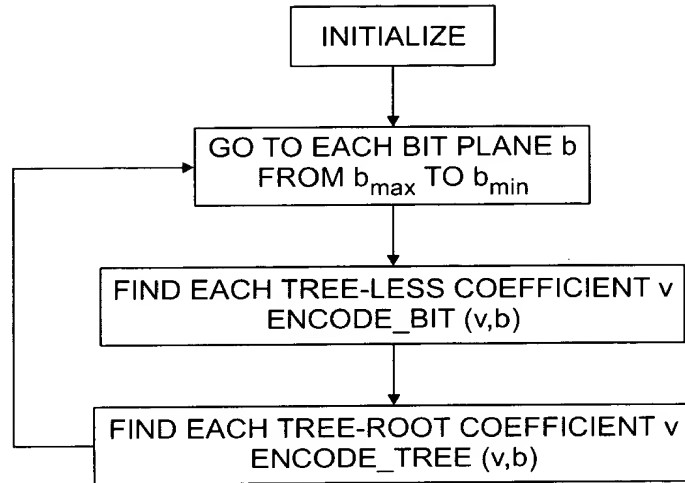 INITIALIZE
GO TO EACH BIT PLANE b
FROM bmax TO bmin
FIND EACH TREE-LESS COEFFICIENT v
ENCODE_BIT (v,b)
FIND EACH TREE-ROOT COEFFICIENT v
ENCODE_TREE (v,b)